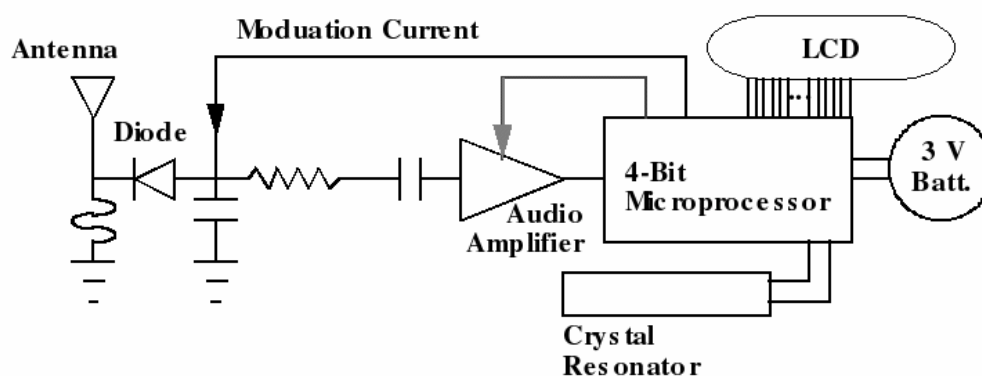 Moduation Current
Antenna
Diode
LCD
3 V
Batt.
4-Bit
Microprocessor
Audio
Amplifier
Crystal
Resonator